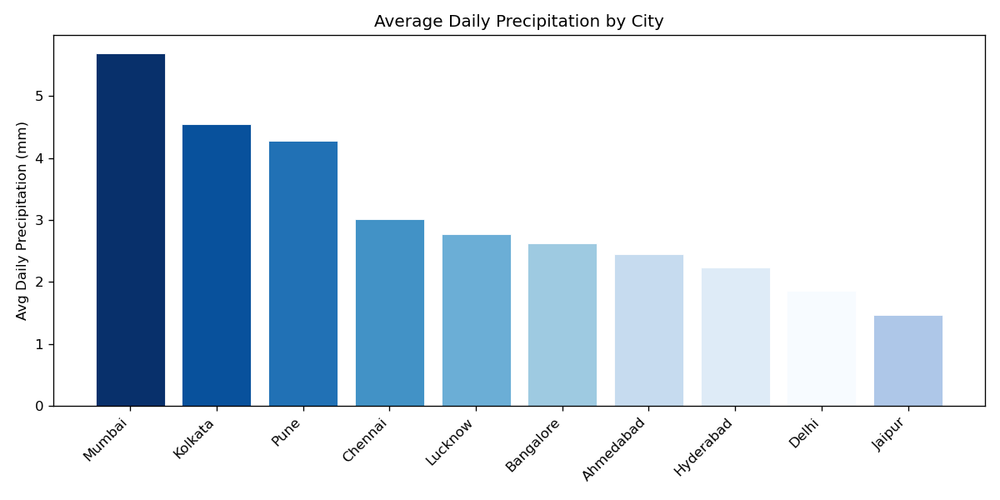 Average Daily Precipitation by City
Avg Daily Precipitation (mm)
5
4
3
2
1
0
Mumbai
Kolkata
Pune
Chennai
Lucknow
Bangalore
Ahmedabad
Hyderabad
Delhi
Jaipur